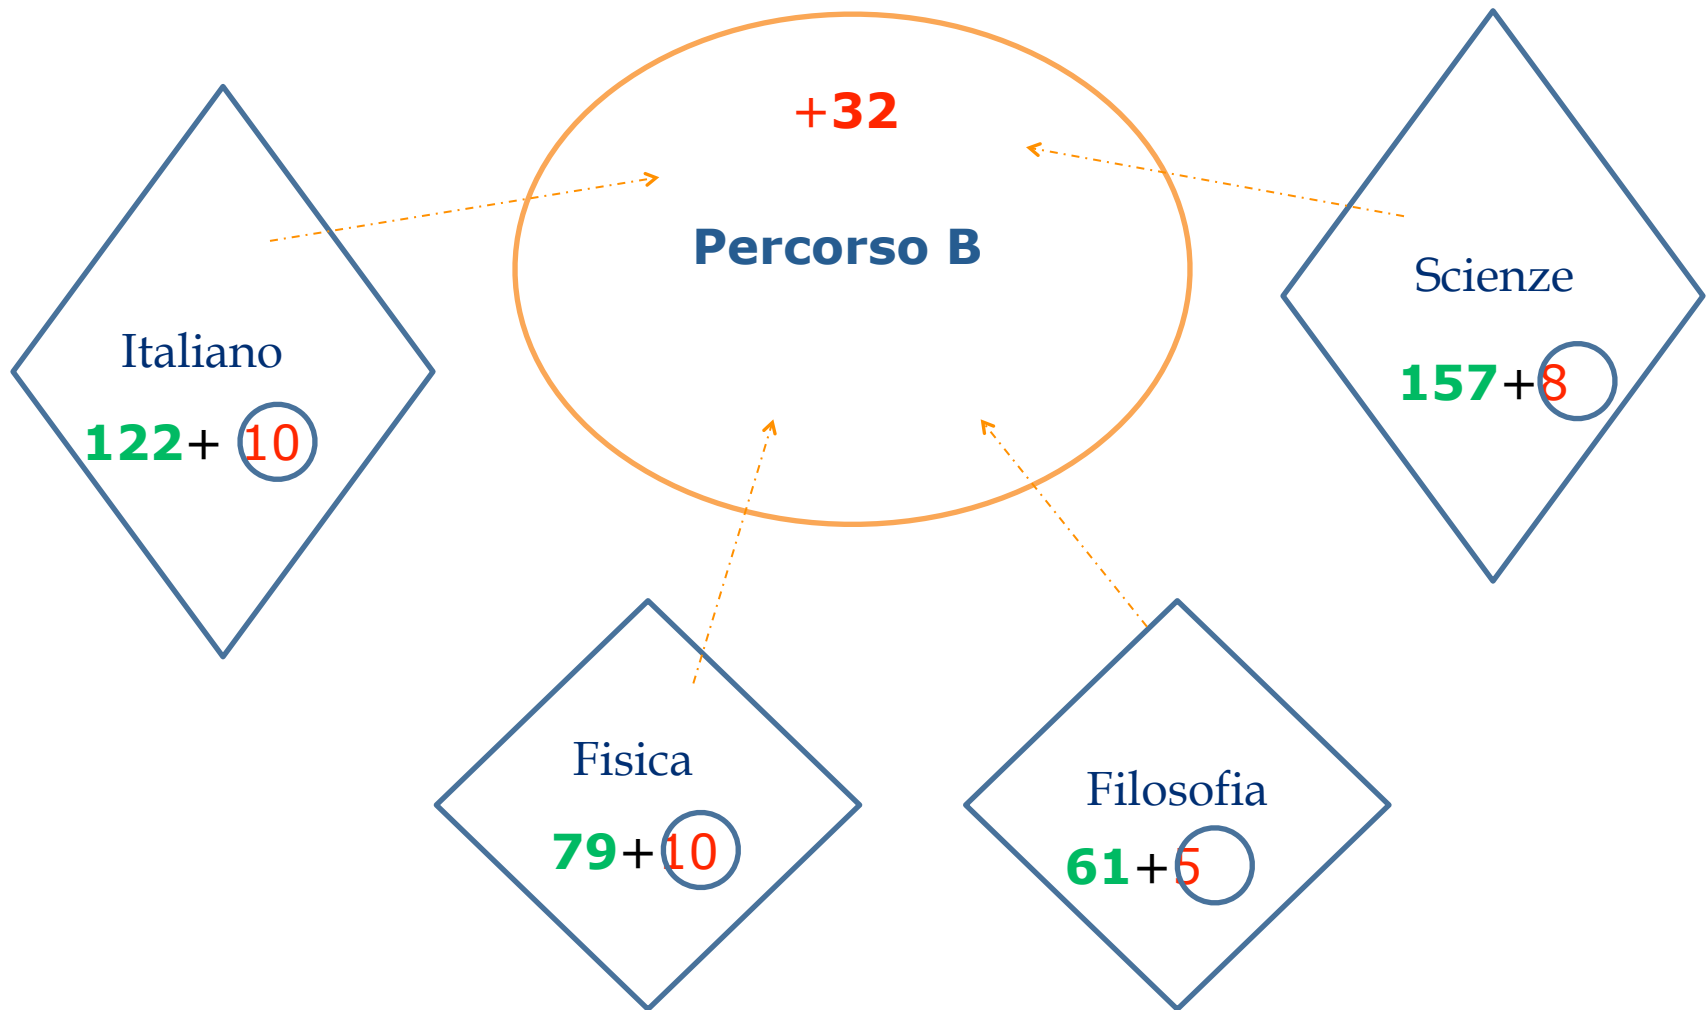 +32
Percorso B
Italiano
122+ 10
Scienze
157+8
Fisica
79+10
Filosofia
61+5